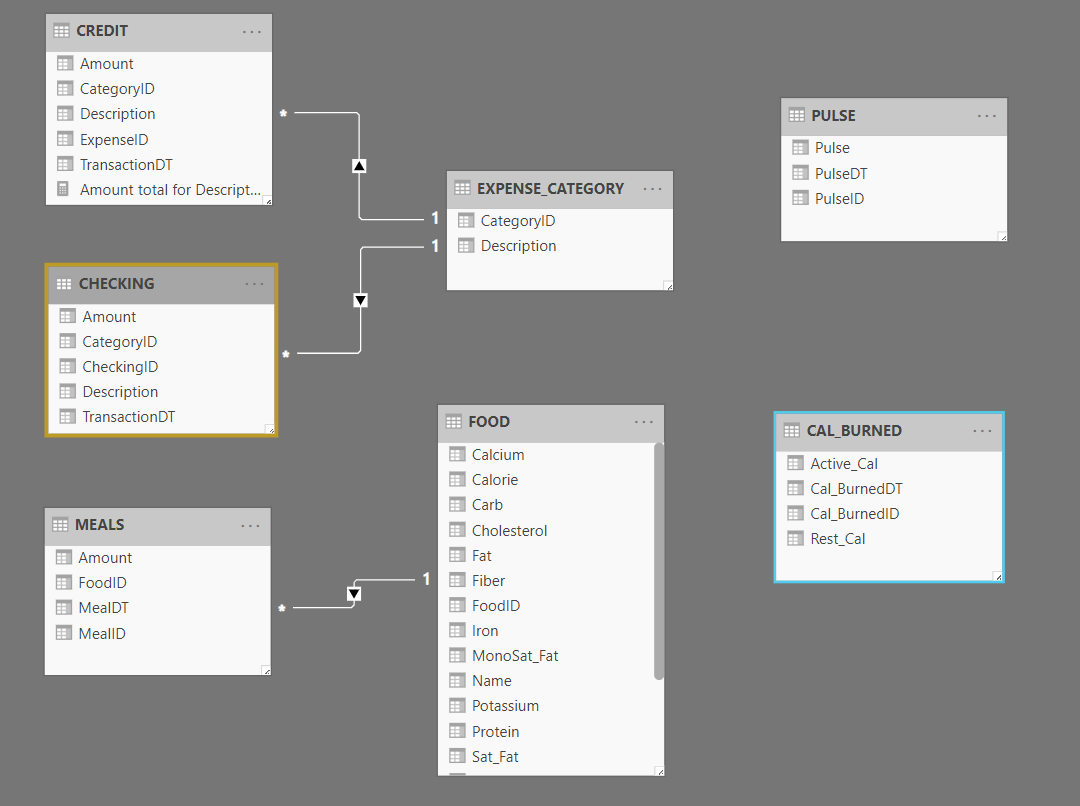 CREDIT
Amount
CategoryID
Description
ExpenseID
TransactionDT
Amount total for Descript...
*
1
1
*
EXPENSE_CATEGORY
CategoryID
Description
PULSE
Pulse
PulseDT
PulseID
CHECKING
Amount
CategoryID
CheckingID
Description
TransactionDT
FOOD
Calcium
Calorie
Carb
Cholesterol
Fat
Fiber
FoodID
Iron
MonoSat_Fat
Name
Potassium
Protein
Sat_Fat
CAL_BURNED
Active_Cal
Cal_BurnedDT
Cal_BurnedID
Rest_Cal
MEALS
Amount
FoodID
MealDT
MealID
*
1